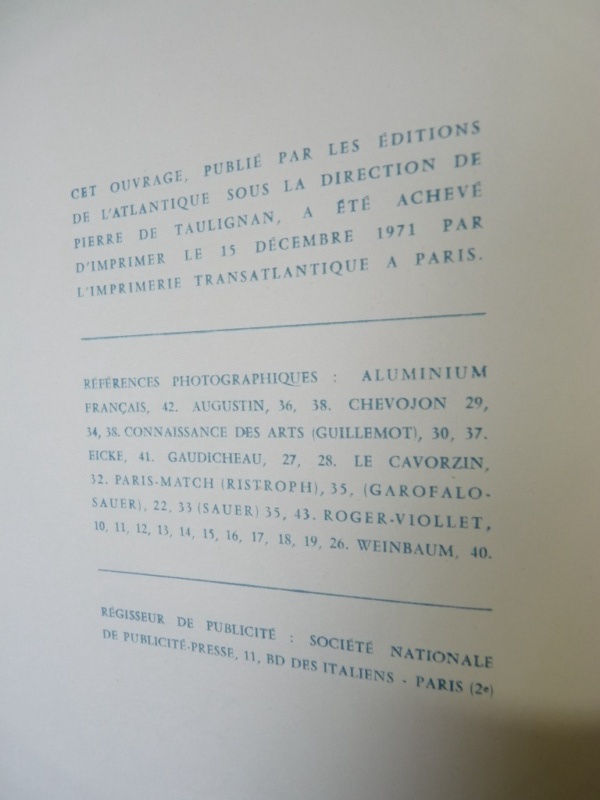 CET OUVRAGE, PUBLIÉ PAR LES ÉDITIONS
DE L'ATLANTIQUE SOUS LA DIRECTION DE
PIERRE DE TAULIGNAN, A ÉTÉ ACHEVÉ
D'IMPRIMER LE 15 DÉCEMBRE 1971 PAR
L'IMPRIMERIE TRANSATLANTIQUE A PARIS.
RÉFÉRENCES PHOTOGRAPHIQUES : ALUMINIUM
FRANÇAIS, 42. AUGUSTIN, 36, 38. CHEVOJON 29,
34, 38. CONNAISSANCE DES ARTS (GUILLEMOT), 30, 37.
EICKE, 41. GAUDICHEAU, 27, 28. LE CAVORZIN,
32. PARIS-MATCH (RISTROPH), 35, (GAROFALO-
SAUER), 22, 33 (SAUER) 35, 43. ROGER-VIOLLET,
10, 11, 12, 13, 14, 15, 16, 17, 18, 19, 26. WEINBAUM, 40.
RÉGISSEUR DE PUBLICITÉ : SOCIÉTÉ NATIONALE
DE PUBLICITÉ-PRESSE, 11, BD DES ITALIENS - PARIS (2e)